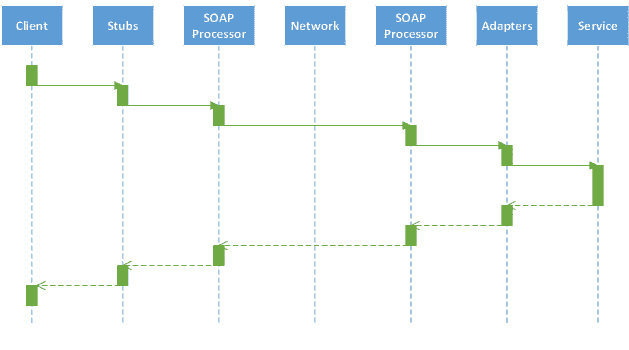 Client
Stubs
SOAP
Processor
Network
SOAP
Processor
Adapters
Service